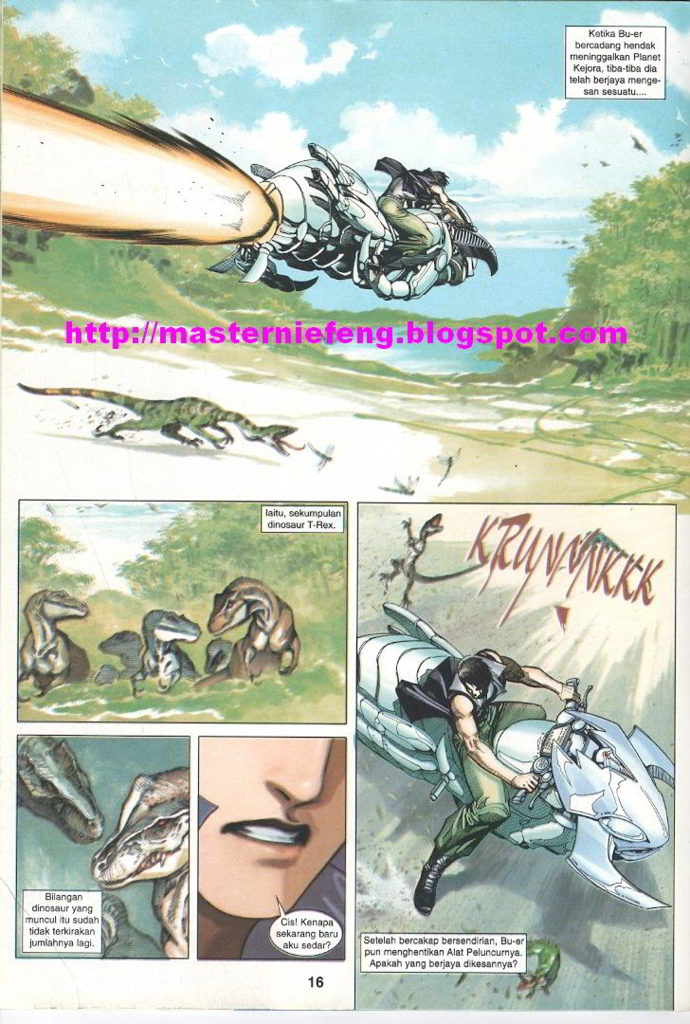 Ketika Bu-er
bercadang hendak
meninggalkan Planet
Kejora, tiba-tiba dia
telah berjaya menge-
san sesuatu....
http://masterniefeng.blogspot.com
Iaitu, sekumpulan
dinosaur T-Rex.
KRUNNNKKK
Bilangan
dinosaur yang
muncul itu sudah
tidak terkirakan
jumlahnya lagi.
Cis! Kenapa
sekarang baru
aku sedar?
Setelah bercakap bersendirian, Bu-er
pun menghentikan Alat Peluncurnya.
Apakah yang berjaya dikesannya?
16